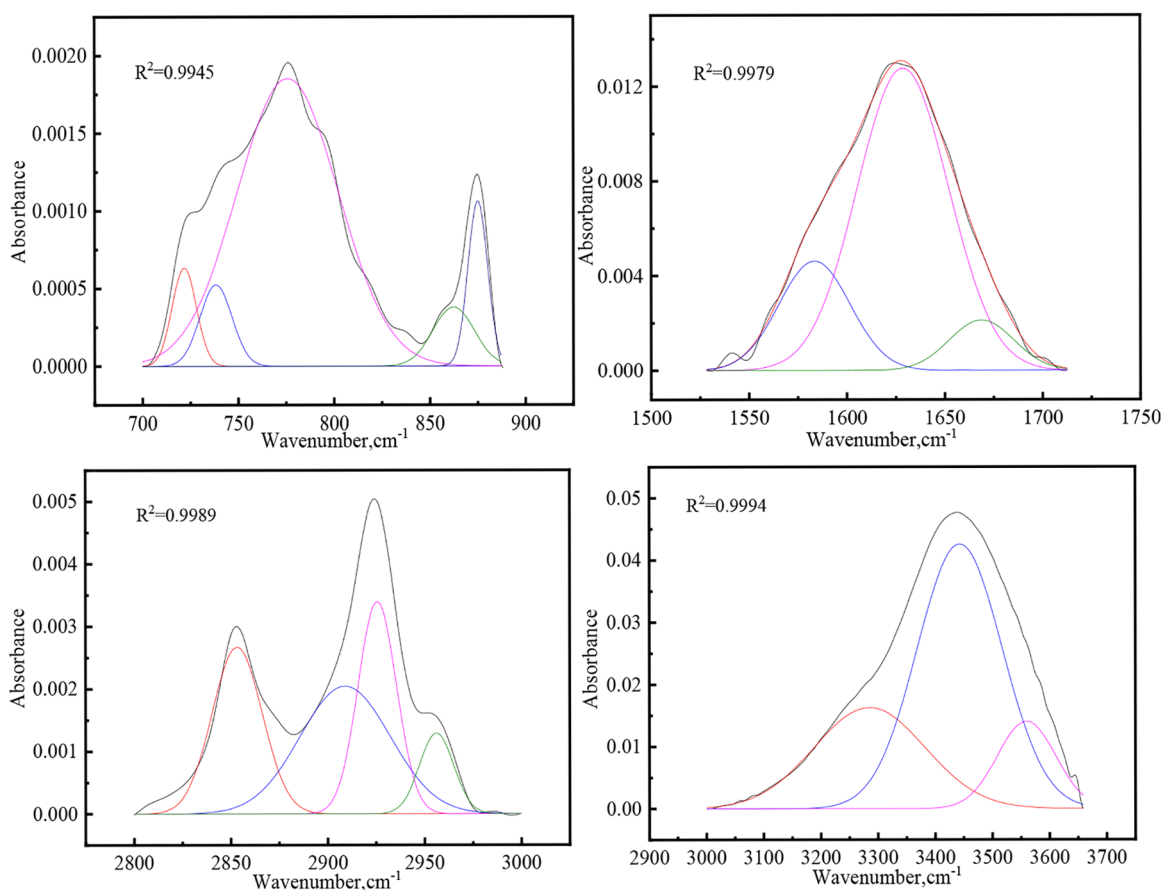 R²=0.9945
Absorbance
0.0020
0.0015
0.0010
0.0005
0.0000
700 750 800 850 900
Wavenumber,cm⁻¹
R²=0.9979
Absorbance
0.012
0.008
0.004
0.000
1500 1550 1600 1650 1700 1750
Wavenumber,cm⁻¹
R²=0.9989
Absorbance
0.005
0.004
0.003
0.002
0.001
0.000
2800 2850 2900 2950 3000
Wavenumber,cm⁻¹
R²=0.9994
Absorbance
0.05
0.04
0.03
0.02
0.01
0.00
2900 3000 3100 3200 3300 3400 3500 3600 3700
Wavenumber,cm⁻¹